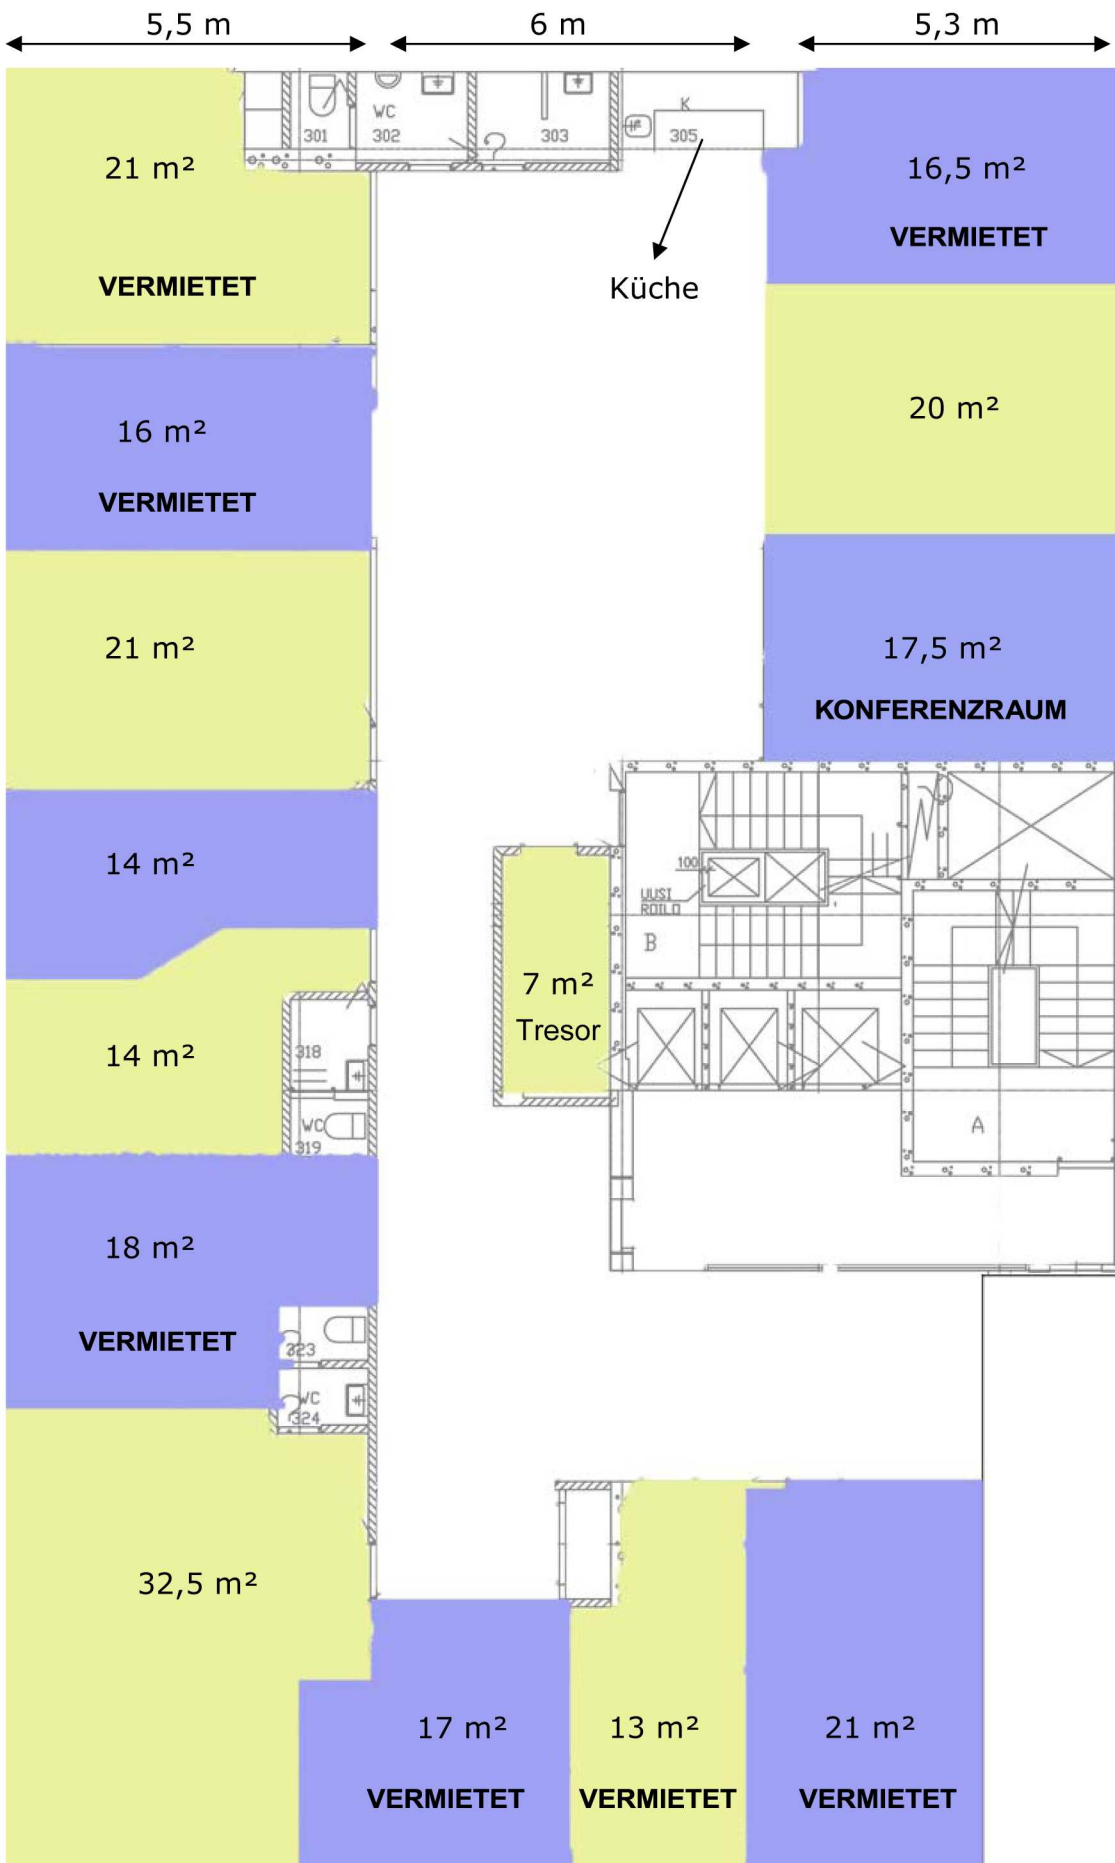 5,5 m
6 m
5,3 m
WC
301
302
303
K
305
21 m²
VERMIETET
16,5 m²
VERMIETET
Küche
16 m²
VERMIETET
20 m²
21 m²
17,5 m²
KONFERENZRAUM
14 m²
100
UUSI
ROILO
B
7 m²
Tresor
14 m²
318
WC
319
A
18 m²
VERMIETET
323
WC
324
32,5 m²
17 m²
VERMIETET
13 m²
VERMIETET
21 m²
VERMIETET